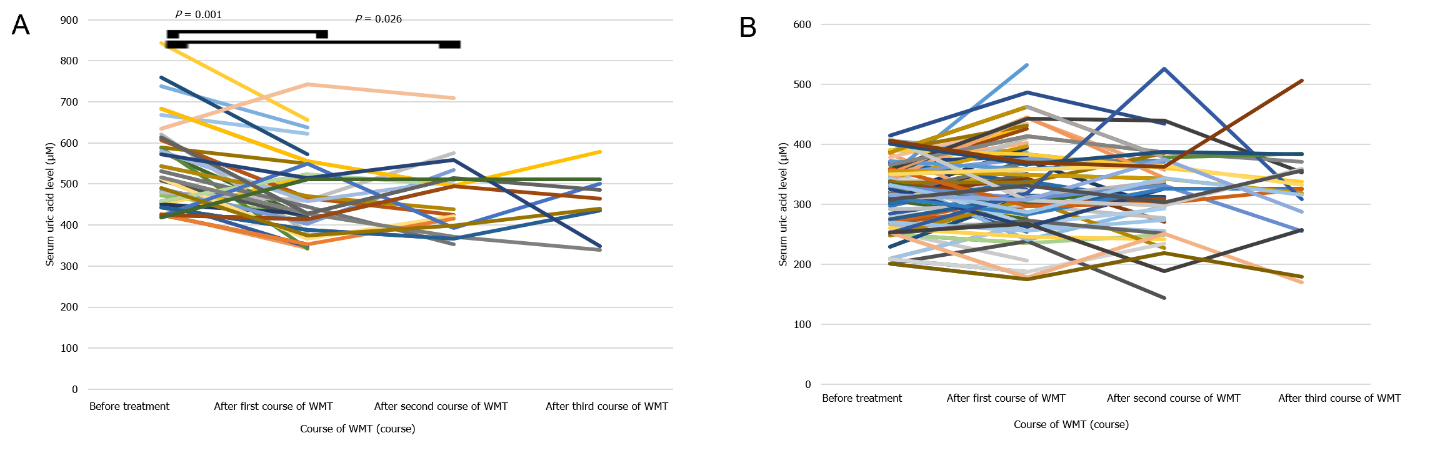 A
P = 0.001
P = 0.026
900
800
700
600
500
400
300
200
100
0
Serum uric acid level (μM)
Before treatment
After first course of WMT
After second course of WMT
After third course of WMT
Course of WMT (course)
B
600
500
400
300
200
100
0
Serum uric acid level (μM)
Before treatment
After first course of WMT
After second course of WMT
After third course of WMT
Course of WMT (course)